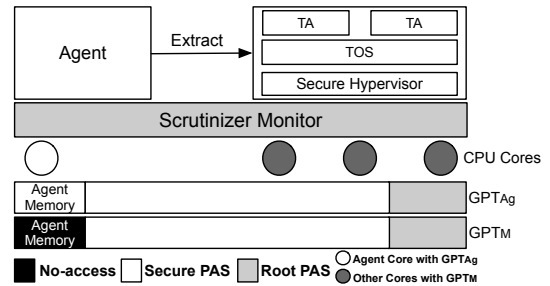 TA TA
Agent Extract TOS
Secure Hypervisor
Scrutinizer Monitor
CPU Cores
Agent Memory GPTAg
Agent Memory GPTM
No-access Secure PAS Root PAS
Agent Core with GPTAg
Other Cores with GPTM